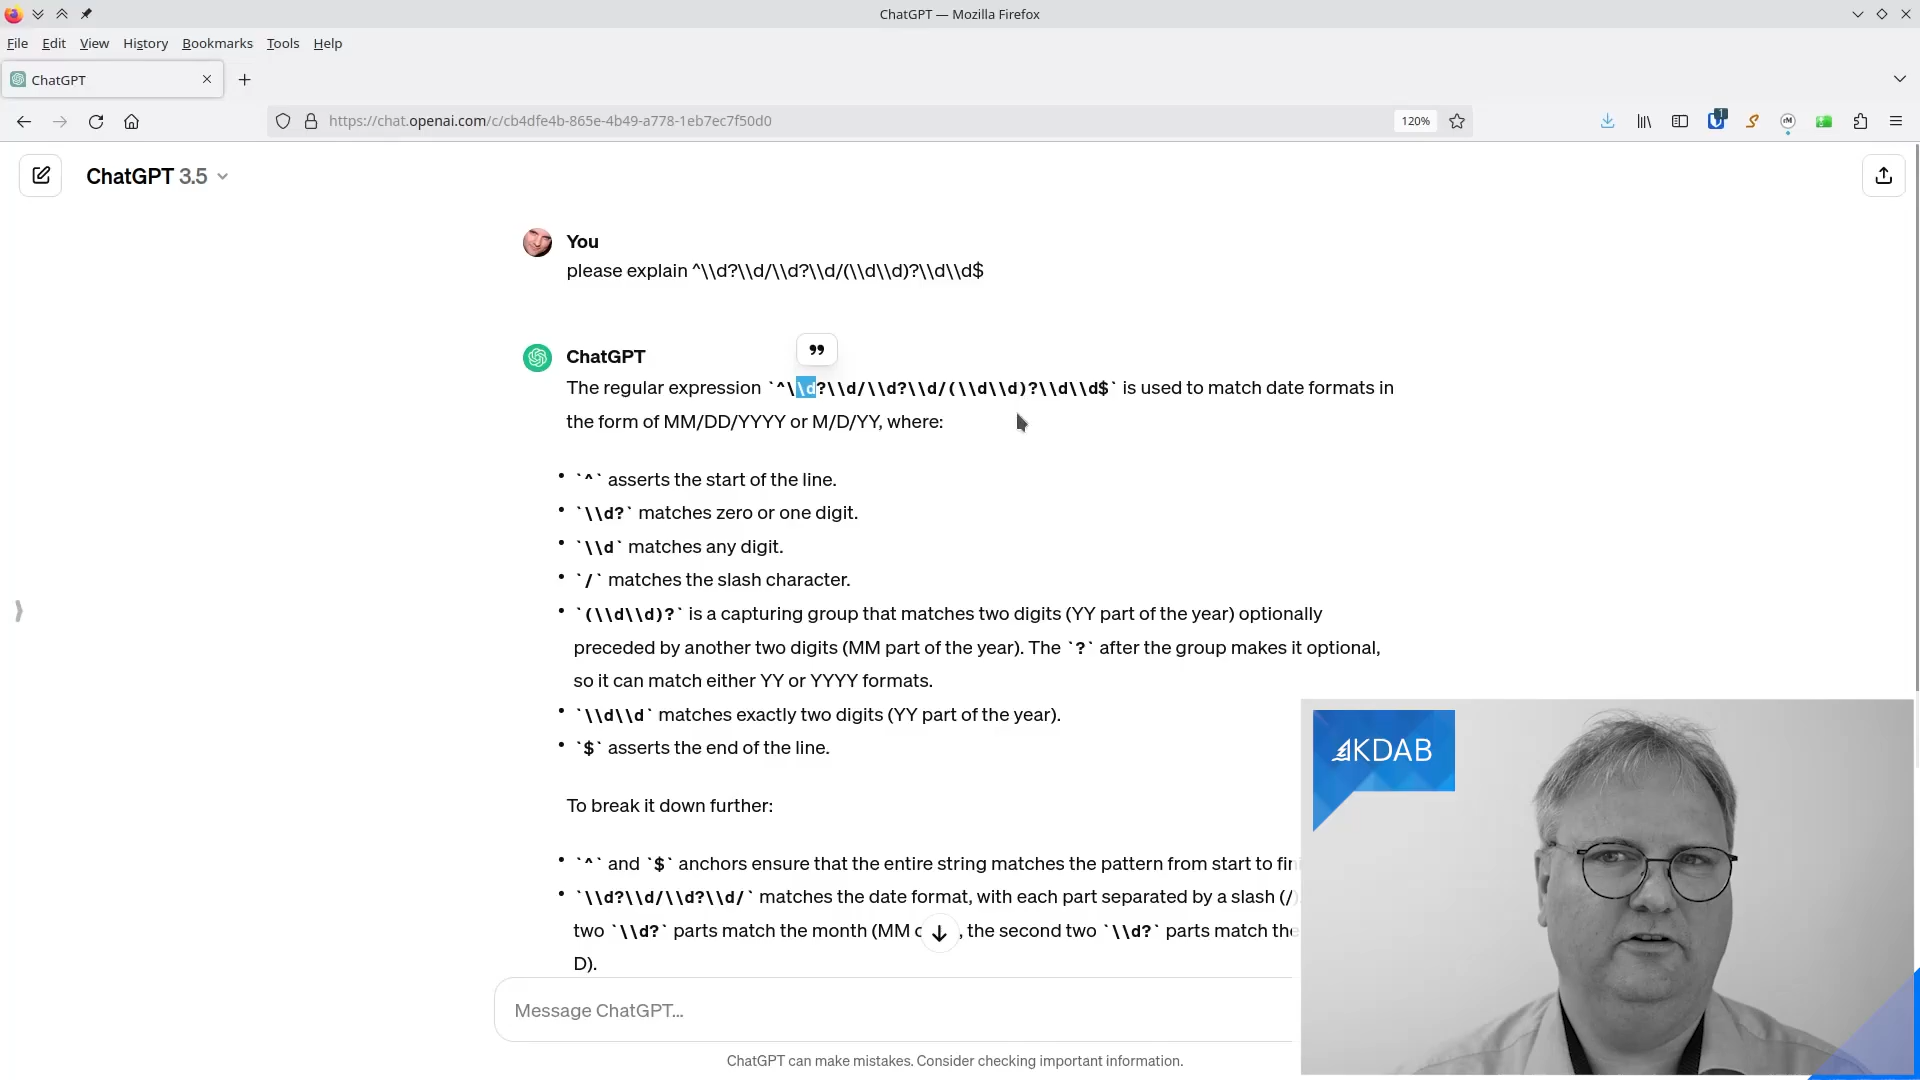 ChatGPT — Mozilla Firefox
File Edit View History Bookmarks Tools Help
ChatGPT
https://chat.openai.com/c/cb4dfe4b-865e-4b49-a778-1eb7ec7f50d0
120%
1
ChatGPT 3.5
You
please explain ^\\d?\\d/\\d?\\d/(\\d\\d)?\\d\\d$
ChatGPT
The regular expression `^\\d?\\d/\\d?\\d/(\\d\\d)?\\d\\d$` is used to match date formats in
the form of MM/DD/YYYY or M/D/YY, where:
• `^` asserts the start of the line.
• `\\d?` matches zero or one digit.
• `\\d` matches any digit.
• `/` matches the slash character.
• `(\\d\\d)?` is a capturing group that matches two digits (YY part of the year) optionally
preceded by another two digits (MM part of the year). The `?` after the group makes it optional,
so it can match either YY or YYYY formats.
• `\\d\\d` matches exactly two digits (YY part of the year).
• `$` asserts the end of the line.
To break it down further:
• `^` and `$` anchors ensure that the entire string matches the pattern from start to fini
• `\\d?\\d/\\d?\\d/` matches the date format, with each part separated by a slash (/)
two `\\d?` parts match the month (MM o , the second two `\\d?` parts match the
D).
Message ChatGPT...
ChatGPT can make mistakes. Consider checking important information.
KDAB